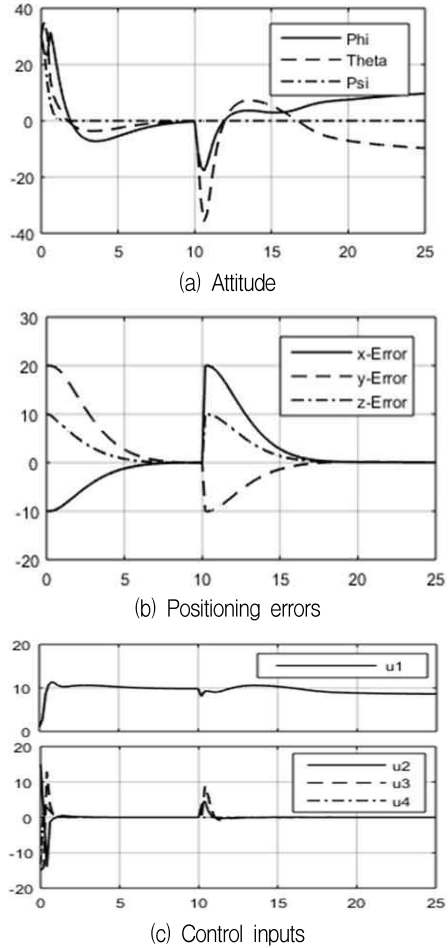 40
20
0
-20
-40
Phi
Theta
Psi
0 5 10 15 20 25
(a) Attitude
30
20
10
0
-10
-20
x-Error
y-Error
z-Error
0 5 10 15 20 25
(b) Positioning errors
20
10
0
u1
20
10
0
-10
-20
u2
u3
u4
0 5 10 15 20 25
(c) Control inputs